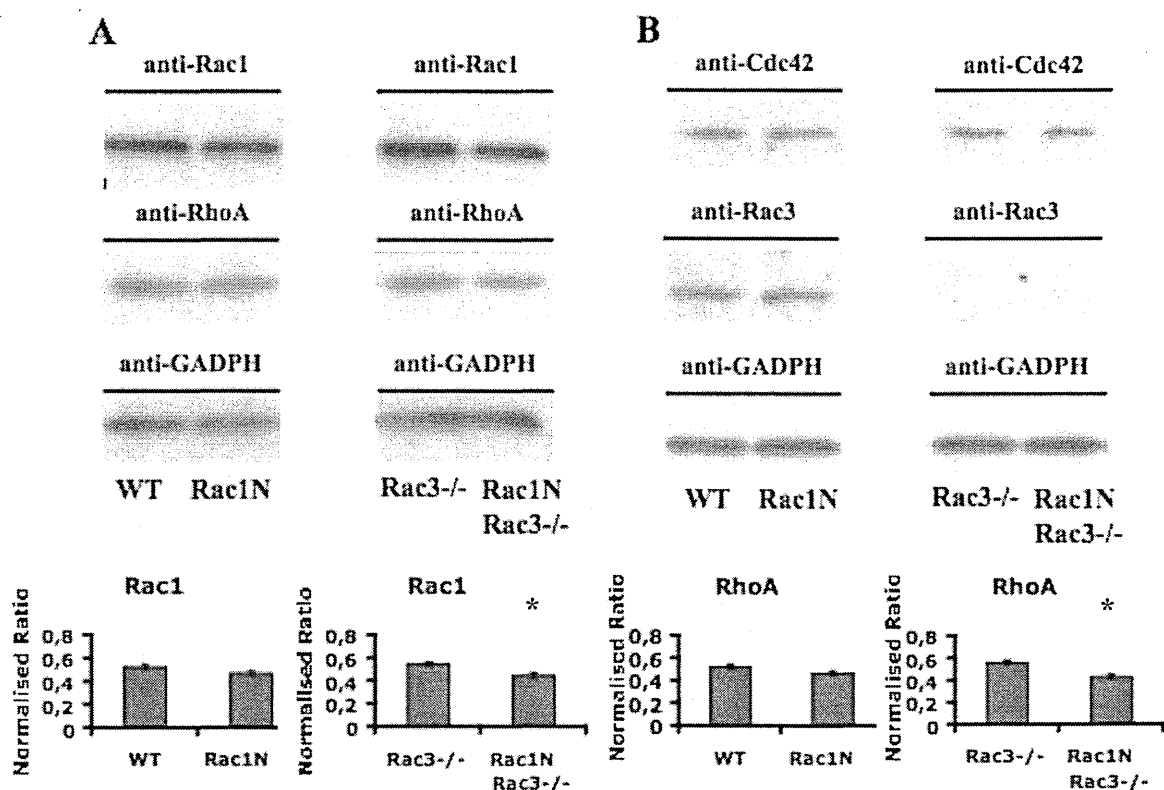 A
B
anti-Rac1
anti-Rac1
anti-Cdc42
anti-Cdc42
anti-RhoA
anti-RhoA
anti-Rac3
anti-Rac3
anti-GADPH
anti-GADPH
anti-GADPH
anti-GADPH
WT Rac1N
Rac3-/- Rac1N
Rac3-/-
WT Rac1N
Rac3-/- Rac1N
Rac3-/-
Rac1
Normalised Ratio
0,8
0,6
0,4
0,2
0
WT Rac1N
Rac1
*
Normalised Ratio
0,8
0,6
0,4
0,2
0
Rac3-/- Rac1N
Rac3-/-
RhoA
Normalised Ratio
0,8
0,6
0,4
0,2
0
WT Rac1N
RhoA
*
Normalised Ratio
0,8
0,6
0,4
0,2
0
Rac3-/- Rac1N
Rac3-/-